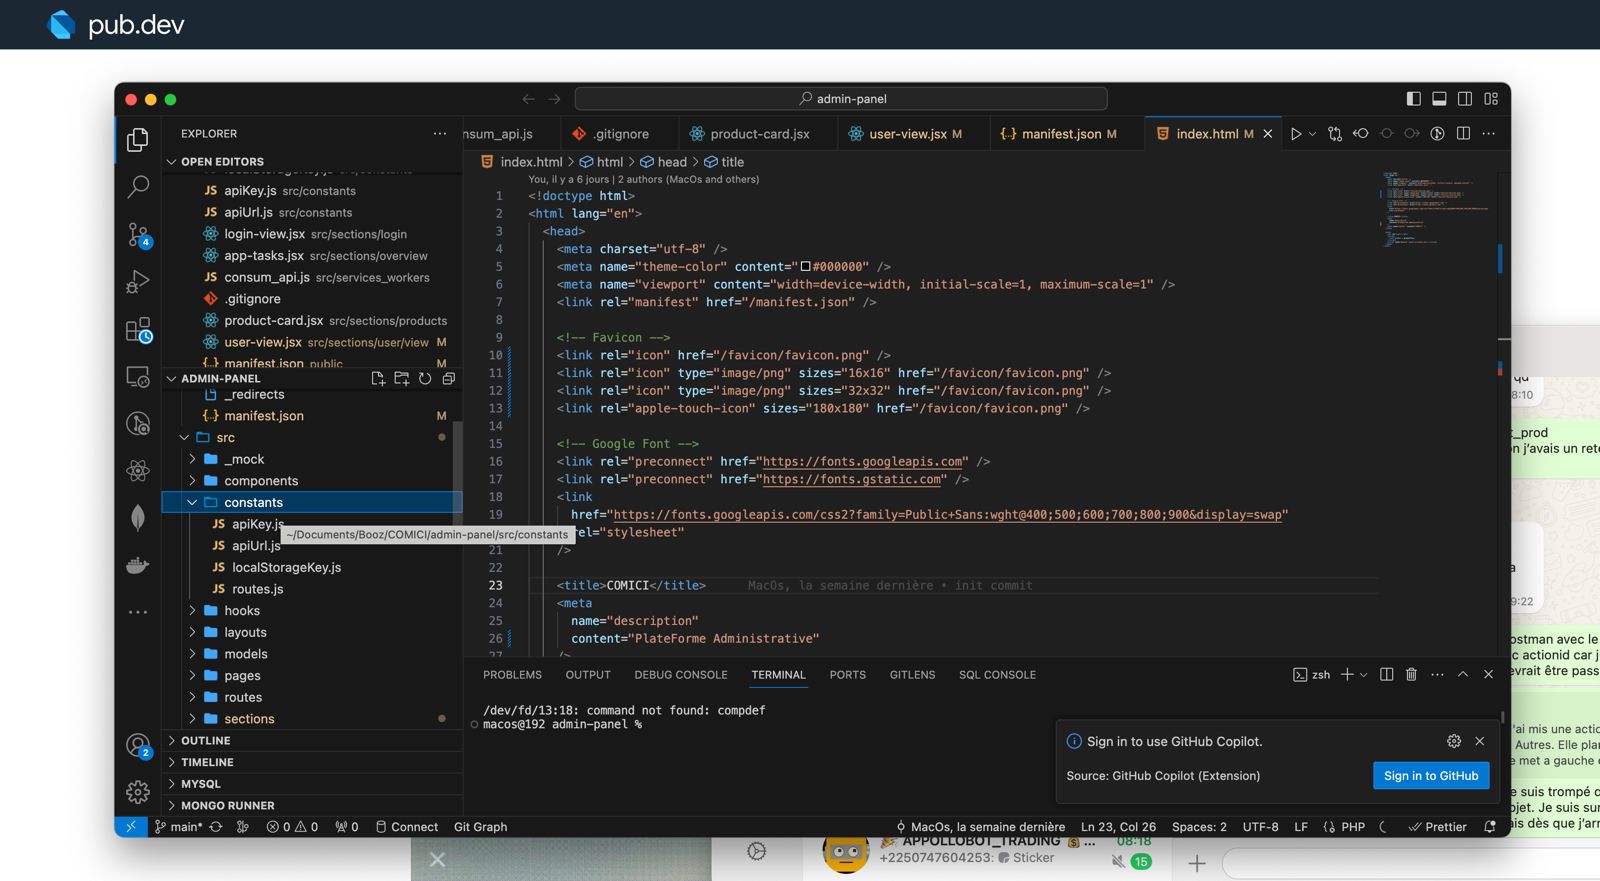 pub.dev
admin-panel
EXPLORER
OPEN EDITORS
apiKey.js src/constants
apiUrl.js src/constants
login-view.jsx src/sections/login
app-tasks.jsx src/sections/overview
consum_api.js src/services_workers
.gitignore
product-card.jsx src/sections/products
user-view.jsx src/sections/user/view M
manifest.json public M
ADMIN-PANEL
_redirects
manifest.json M
src
_mock
components
constants
apiKey.js
~/Documents/Booz/COMICI/admin-panel/src/constants
apiUrl.js
localStorageKey.js
routes.js
hooks
layouts
models
pages
routes
sections
OUTLINE
TIMELINE
MYSQL
MONGO RUNNER
4
2
nsum_api.js .gitignore product-card.jsx user-view.jsx M manifest.json M index.html M
index.html > html > head > title
You, il y a 6 jours | 2 authors (MacOs and others)
1 <!doctype html>
2 <html lang="en">
3 <head>
4 <meta charset="utf-8" />
5 <meta name="theme-color" content="#000000" />
6 <meta name="viewport" content="width=device-width, initial-scale=1, maximum-scale=1" />
7 <link rel="manifest" href="/manifest.json" />
8
9 <!-- Favicon -->
10 <link rel="icon" href="/favicon/favicon.png" />
11 <link rel="icon" type="image/png" sizes="16x16" href="/favicon/favicon.png" />
12 <link rel="icon" type="image/png" sizes="32x32" href="/favicon/favicon.png" />
13 <link rel="apple-touch-icon" sizes="180x180" href="/favicon/favicon.png" />
14
15 <!-- Google Font -->
16 <link rel="preconnect" href="https://fonts.googleapis.com" />
17 <link rel="preconnect" href="https://fonts.gstatic.com" />
18 <link
19 href="https://fonts.googleapis.com/css2?family=Public+Sans:wght@400;500;600;700;800;900&display=swap"
rel="stylesheet"
21 />
22
23 <title>COMICI</title> MacOs, la semaine dernière • init commit
24 <meta
25 name="description"
26 content="PlateForme Administrative"
27 />
PROBLEMS OUTPUT DEBUG CONSOLE TERMINAL PORTS GITLENS SQL CONSOLE
zsh
/dev/fd/13:18: command not found: compdef
macos@192 admin-panel %
Sign in to use GitHub Copilot.
Source: GitHub Copilot (Extension)
Sign in to GitHub
main* 0 0 0 Connect Git Graph
MacOs, la semaine dernière Ln 23, Col 26 Spaces: 2 UTF-8 LF PHP Prettier
8:10
t_prod
n j'avais un rete
a
9:22
ostman avec le
c actionid car j
evrait être pass
'ai mis une actio
Autres. Elle plan
e met a gauche d
e suis trompé d
ojet. Je suis sur
ais dès que j'arr
APPOLLOBOT_TRADING ... 08:18
+2250747604253: Sticker 15